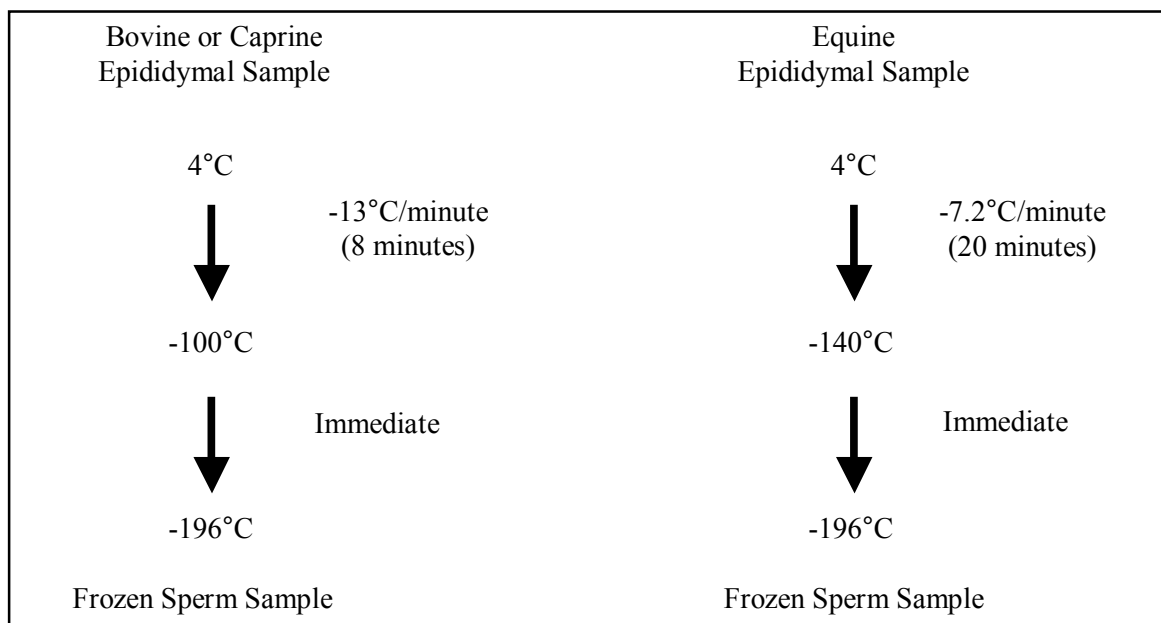 Bovine or Caprine
Epididymal Sample
4°C
-13°C/minute
(8 minutes)
-100°C
Immediate
-196°C
Frozen Sperm Sample
Equine
Epididymal Sample
4°C
-7.2°C/minute
(20 minutes)
-140°C
Immediate
-196°C
Frozen Sperm Sample